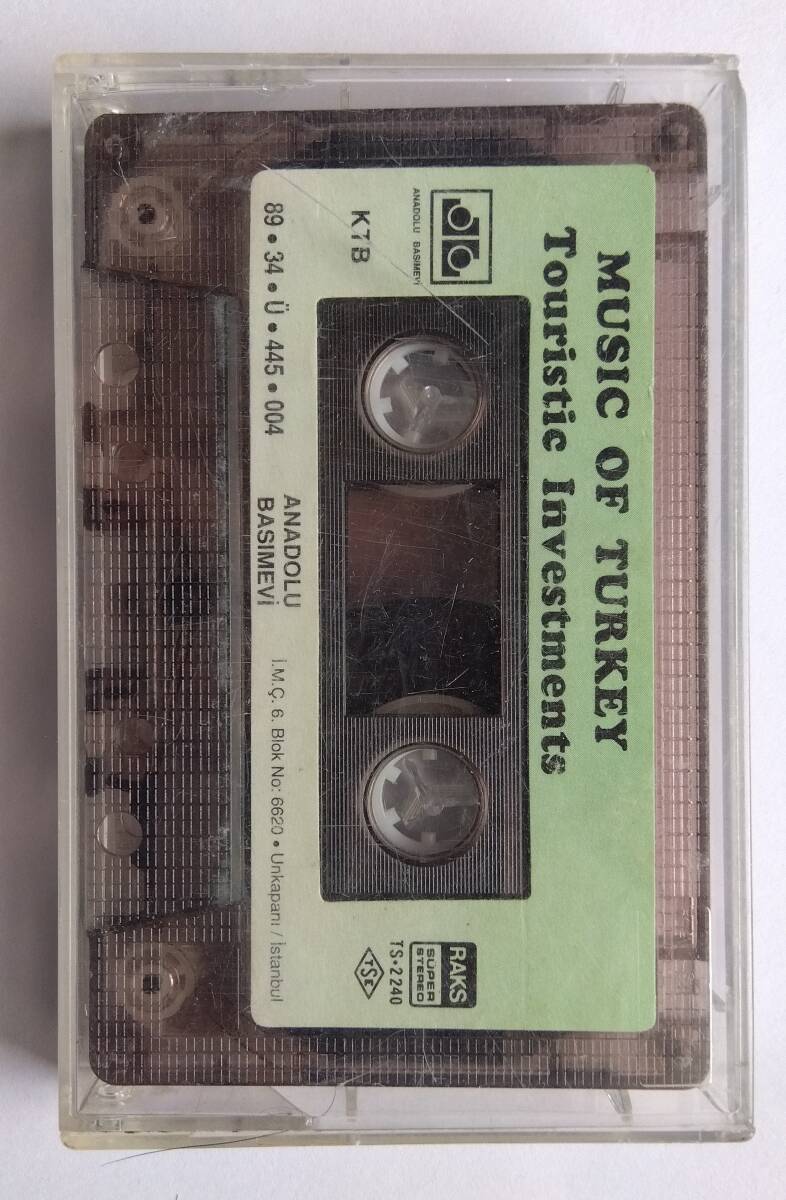 MUSIC OF TURKEY
Touristic Investments
ANADOLU BASIMEVİ
KTB
89 • 34 • Ü • 445 • 004
ANADOLU
BASIMEVİ
İ.M.Ç. 6. Blok No: 6620 • Unkapanı / İstanbul
RAKS
SÜPER
STEREO
TS•2240
TSE